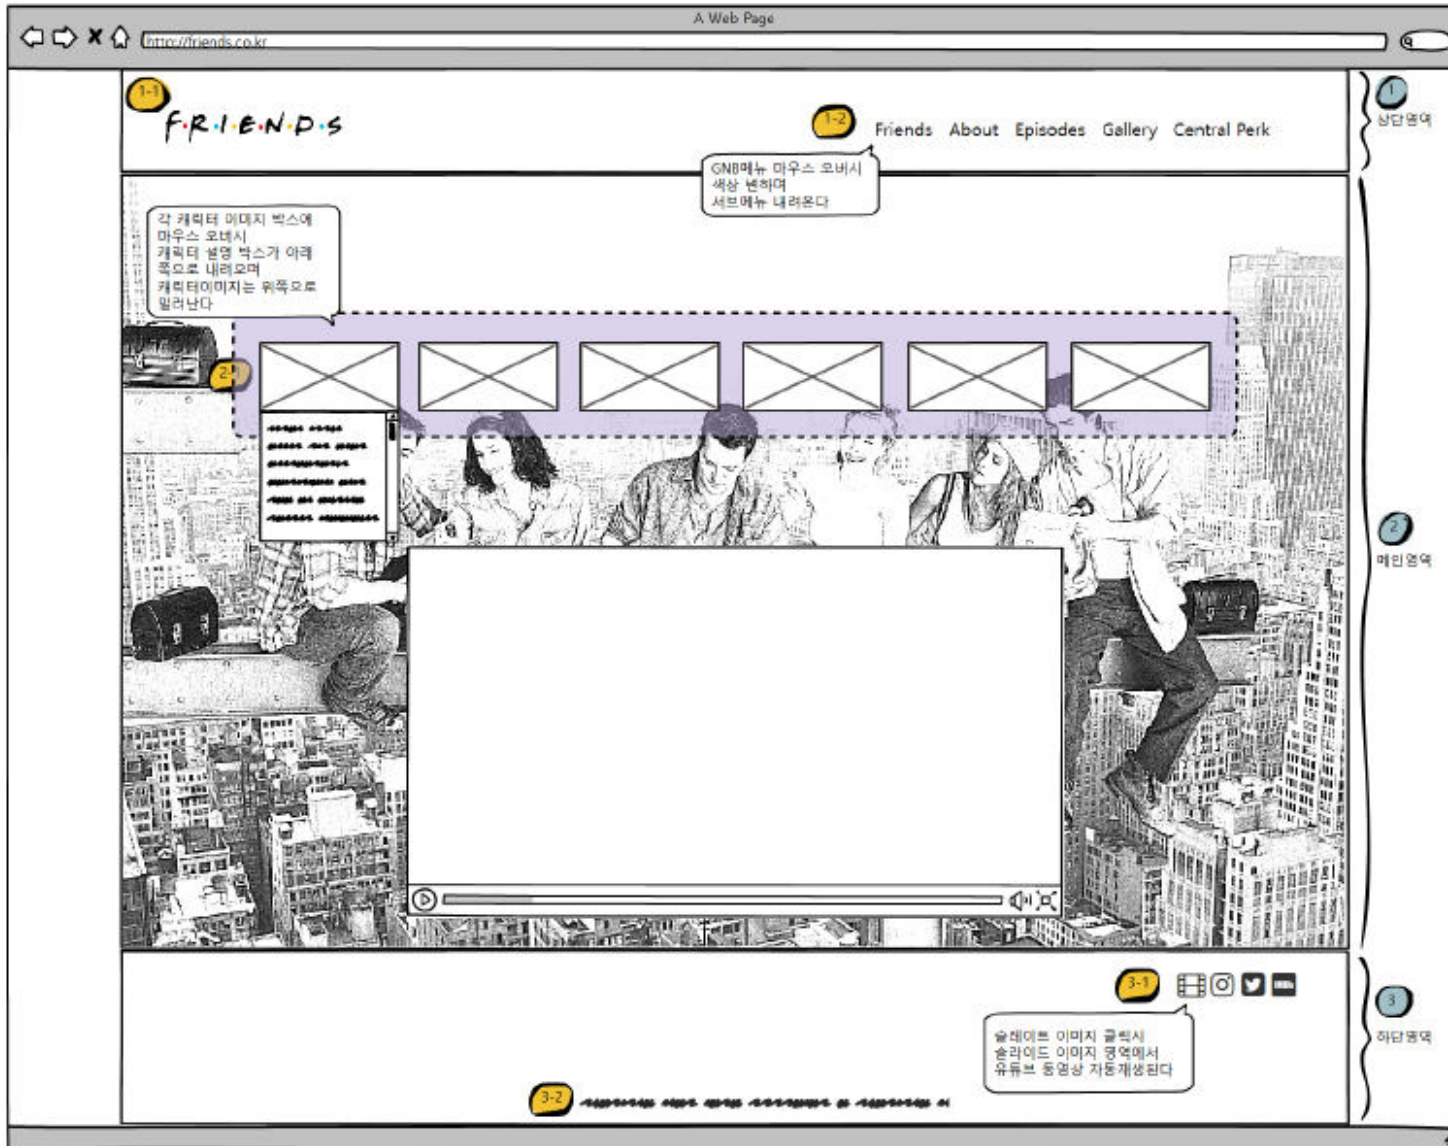 A Web Page
http://friends.co.kr
1-1
F·R·I·E·N·D·S
1-2
Friends About Episodes Gallery Central Perk
1
상단영역
GNB메뉴 마우스 오버시
색상 변하며
서브메뉴 내려온다
각 캐릭터 이미지 박스에
마우스 오버시
캐릭터 설명 박스가 아래
쪽으로 내려오며
캐릭터이미지는 위쪽으로
밀려난다
2-1
2
메인영역
3-1
3
하단영역
슬레이트 이미지 클릭시
슬라이드 이미지 영역에서
유튜브 동영상 자동재생된다
3-2